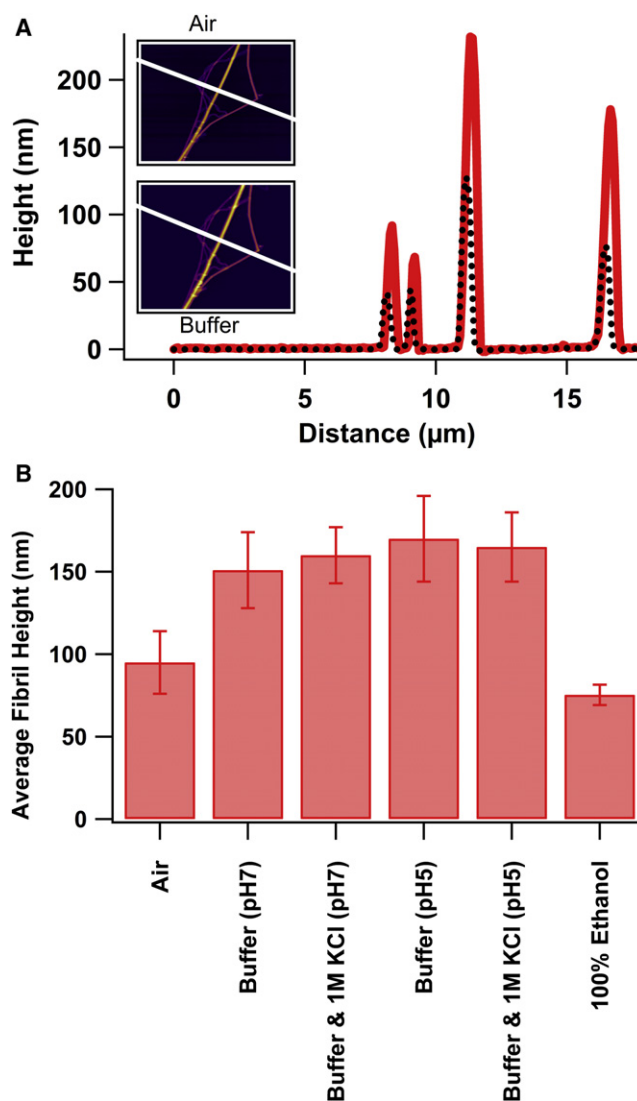 A
Air
Buffer
Height (nm)
200
150
100
50
0
0 5 10 15
Distance (µm)
B
Average Fibril Height (nm)
200
150
100
50
0
Air
Buffer (pH7)
Buffer & 1M KCl (pH7)
Buffer (pH5)
Buffer & 1M KCl (pH5)
100% Ethanol